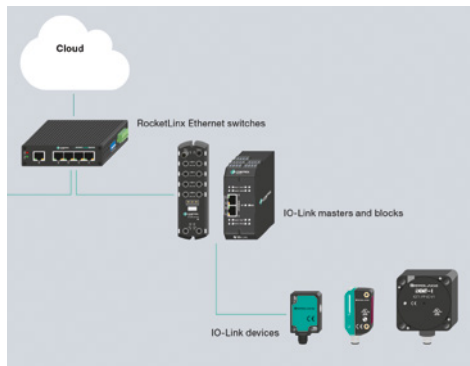 Cloud
RocketLinx Ethernet switches
IO-Link masters and blocks
IO-Link devices